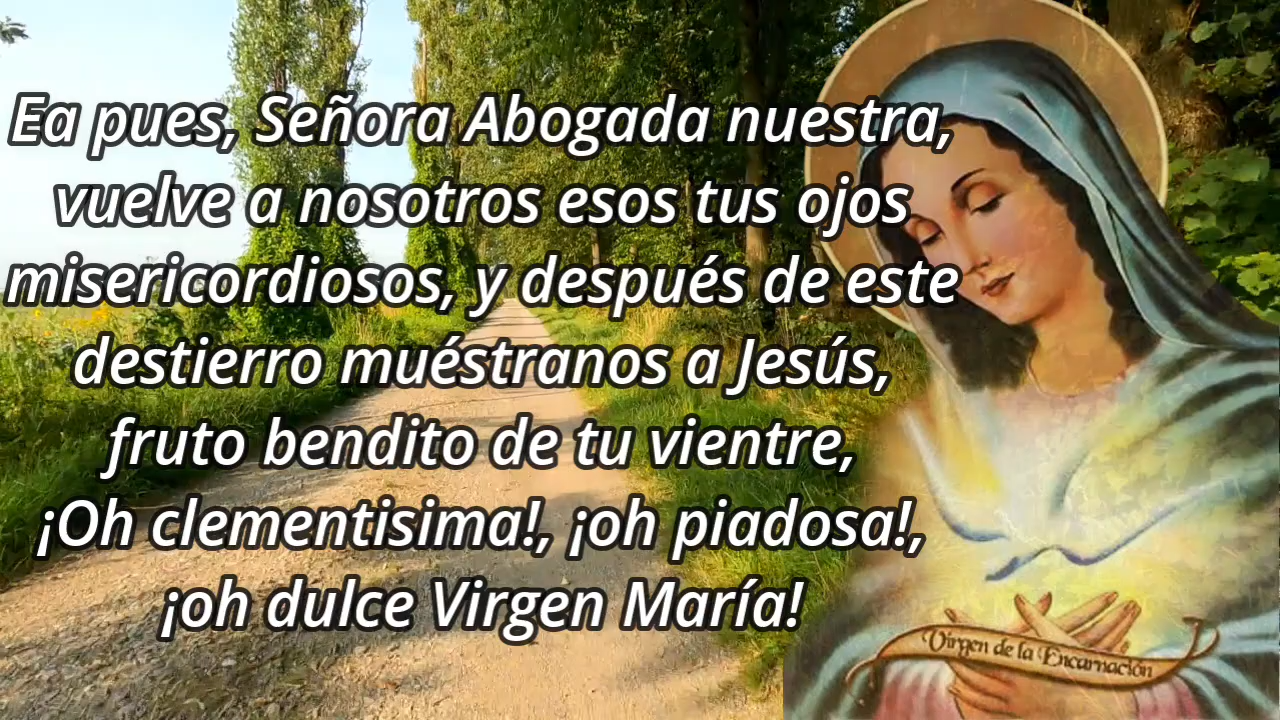 Ea pues, Señora Abogada nuestra,
vuelve a nosotros esos tus ojos
misericordiosos, y después de este
destierro muéstranos a Jesús,
fruto bendito de tu vientre,
¡Oh clementisima!, ¡oh piadosa!,
¡oh dulce Virgen María!
Virgen de la Encarnación